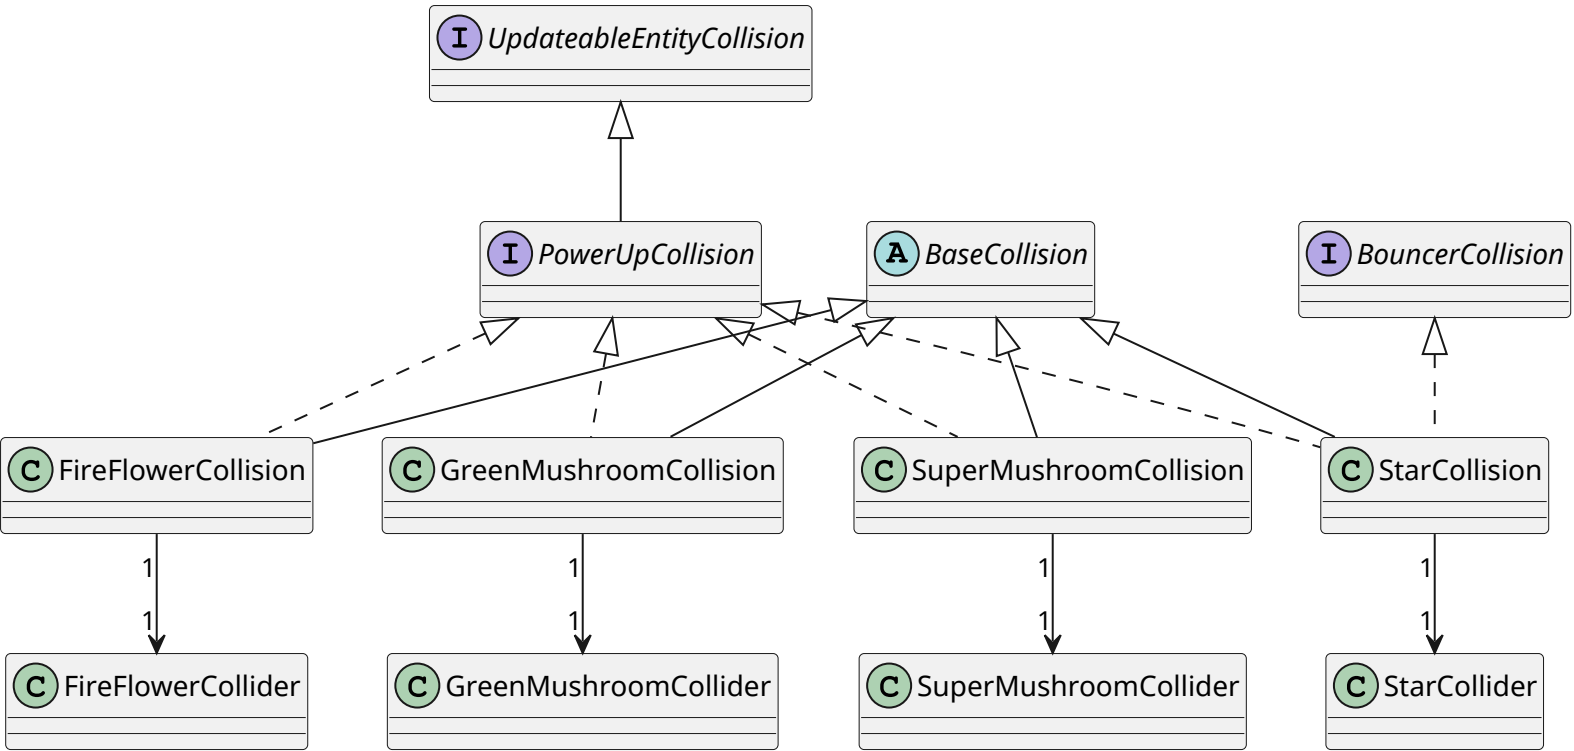 I UpdateableEntityCollision
I PowerUpCollision
A BaseCollision
I BouncerCollision
C FireFlowerCollision
C GreenMushroomCollision
C SuperMushroomCollision
C StarCollision
1
1
1
1
1
1
1
1
C FireFlowerCollider
C GreenMushroomCollider
C SuperMushroomCollider
C StarCollider